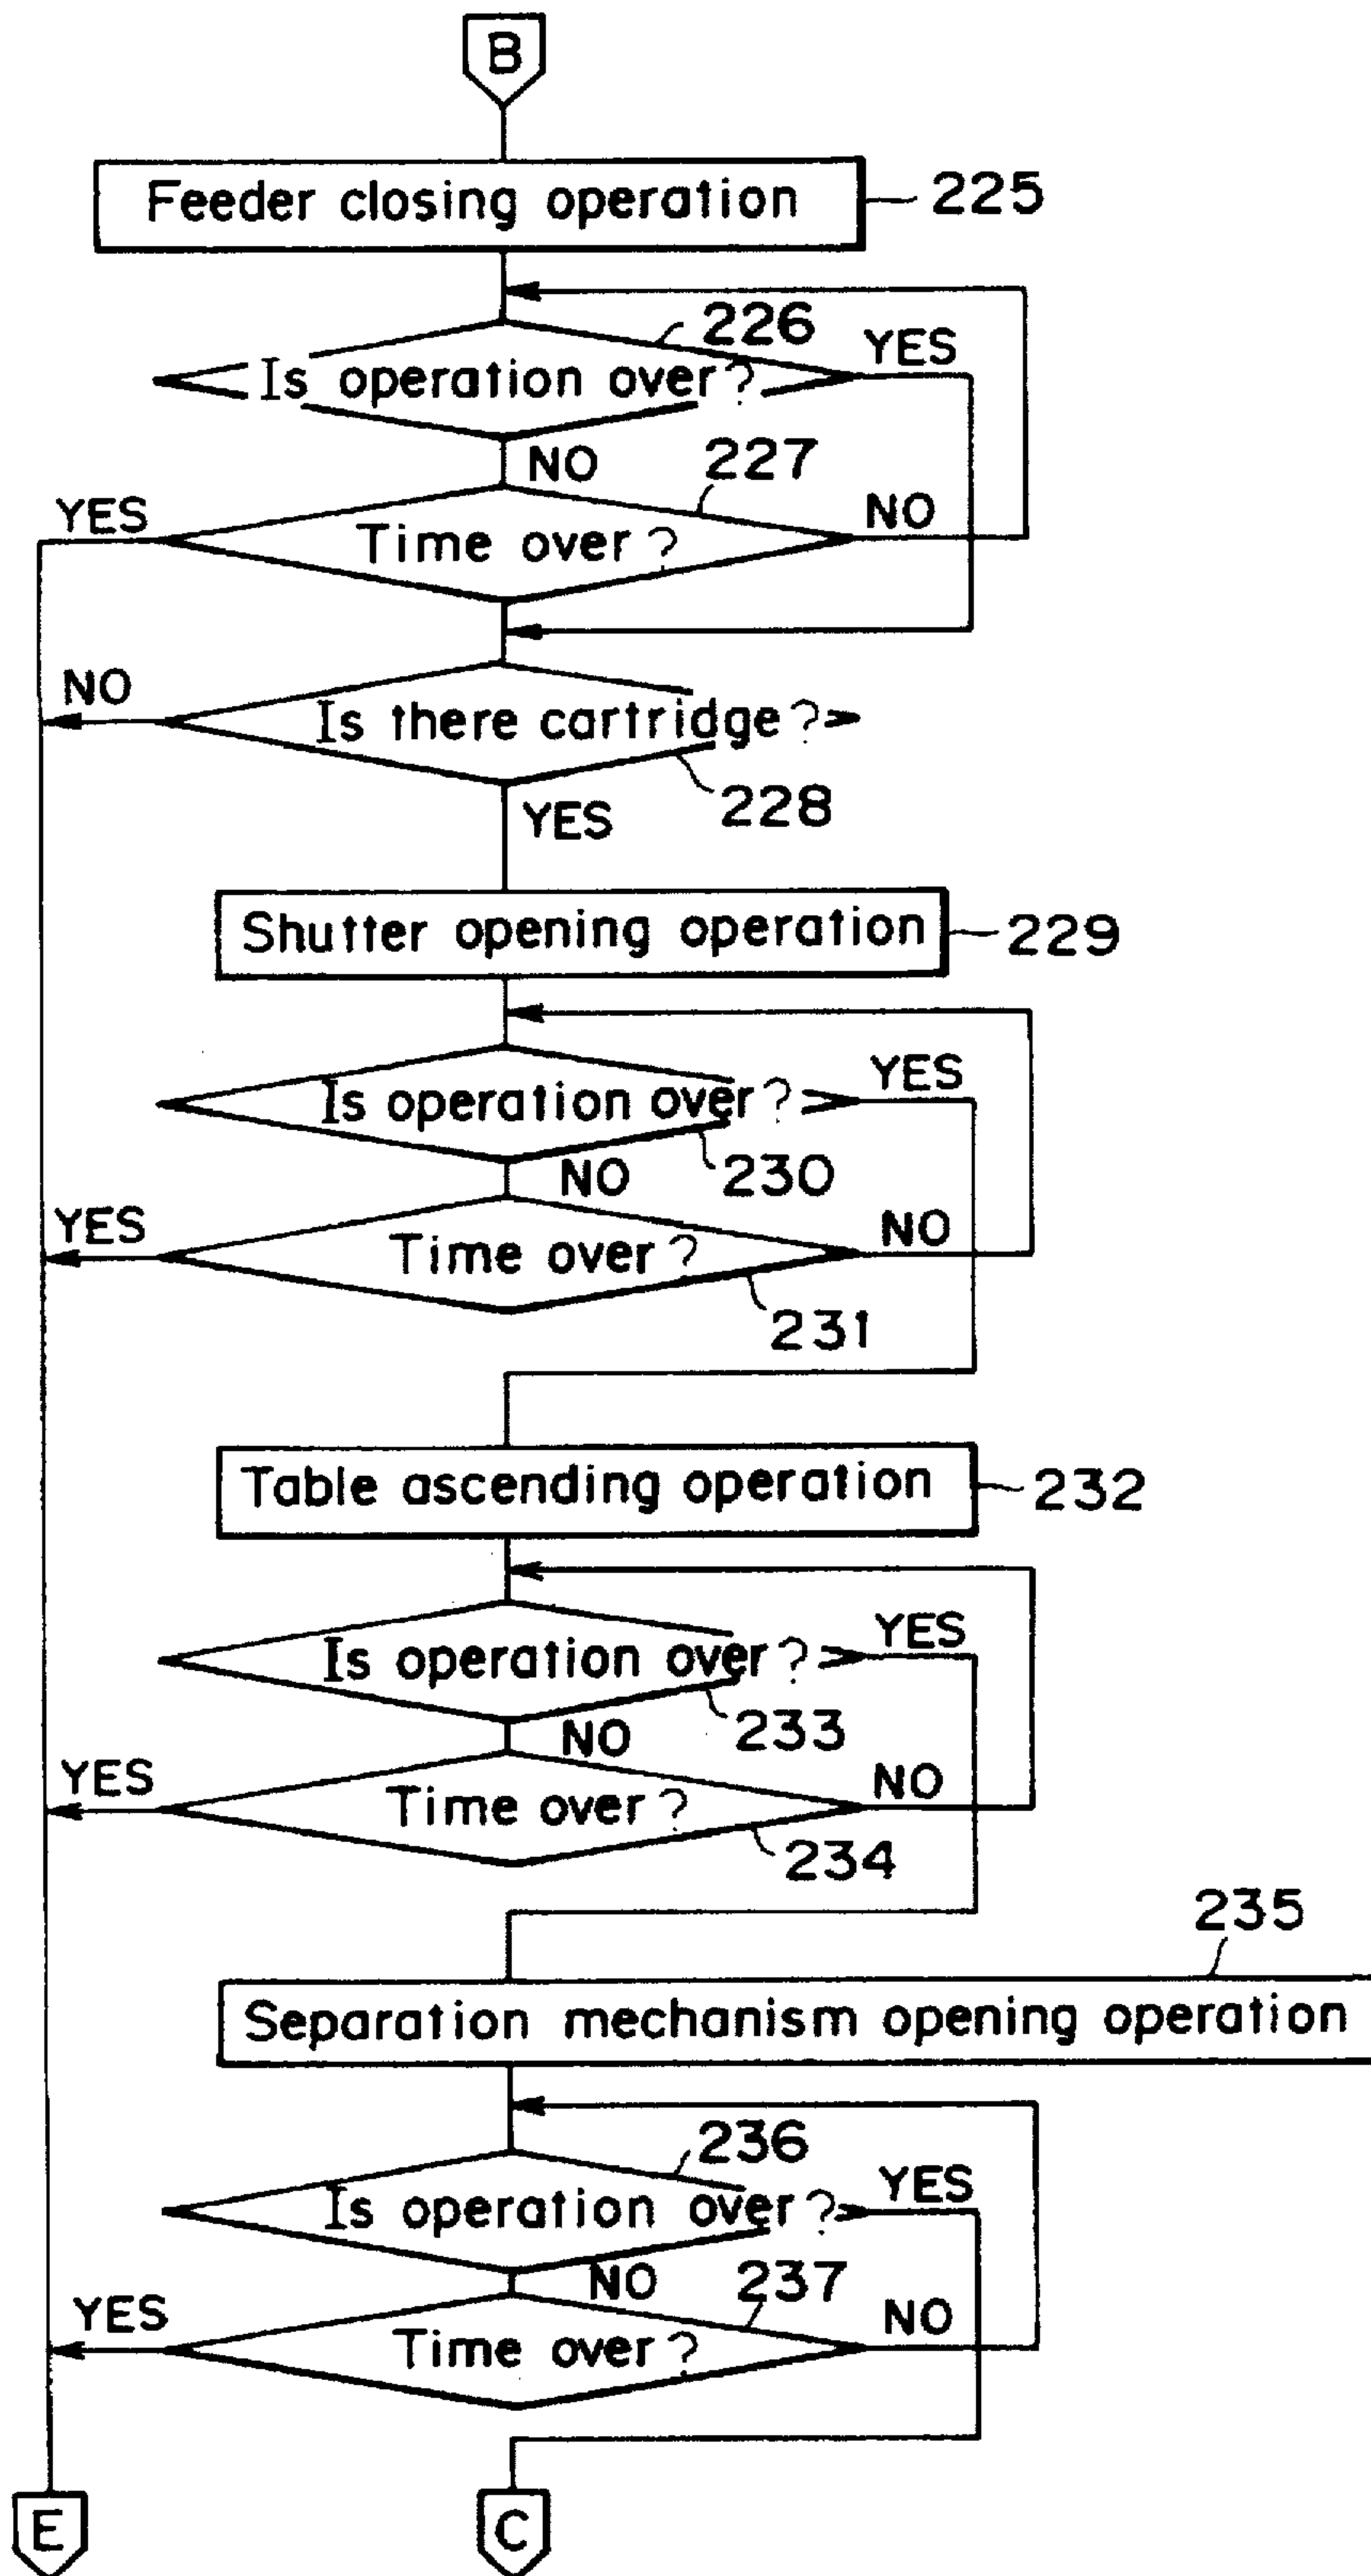 B
Feeder closing operation
225
226
YES
Is operation over?
NO
227
YES
NO
Time over?
NO
Is there cartridge?
228
YES
Shutter opening operation
229
YES
Is operation over?
230
NO
YES
NO
Time over?
231
Table ascending operation
232
YES
Is operation over?
233
NO
YES
NO
Time over?
234
235
Separation mechanism opening operation
236
YES
Is operation over?
NO
237
YES
NO
Time over?
E
C